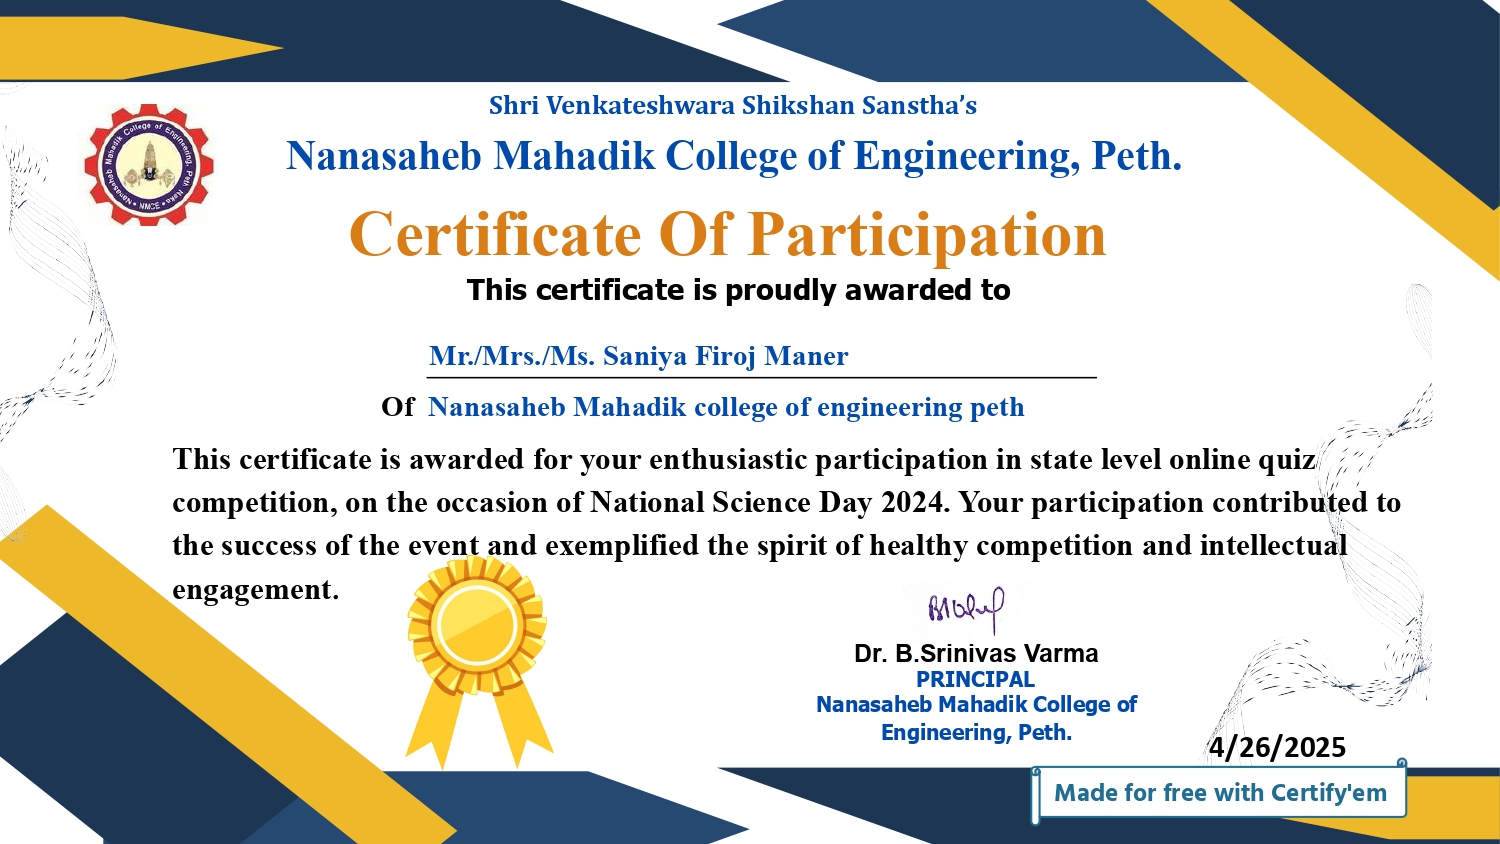 Shri Venkateshwara Shikshan Sanstha's
Nanasaheb Mahadik College of Engineering, Peth.
Nanasaheb Mahadik College of Engineering, Peth Naka
NMCE
Certificate Of Participation
This certificate is proudly awarded to
Mr./Mrs./Ms. Saniya Firoj Maner
Of Nanasaheb Mahadik college of engineering peth
This certificate is awarded for your enthusiastic participation in state level online quiz
competition, on the occasion of National Science Day 2024. Your participation contributed to
the success of the event and exemplified the spirit of healthy competition and intellectual
engagement.
Dr. B.Srinivas Varma
PRINCIPAL
Nanasaheb Mahadik College of
Engineering, Peth.
4/26/2025
Made for free with Certify'em